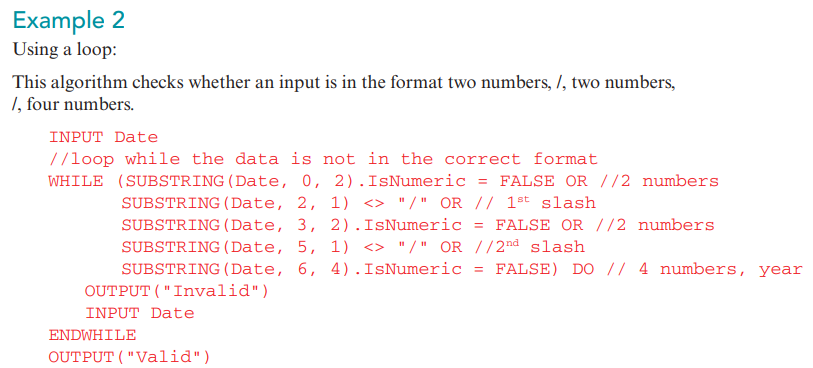 Example 2
Using a loop:
This algorithm checks whether an input is in the format two numbers, /, two numbers,
/, four numbers.
INPUT Date
//loop while the data is not in the correct format
WHILE (SUBSTRING(Date, 0, 2).IsNumeric = FALSE OR //2 numbers
SUBSTRING(Date, 2, 1) <> "/" OR // 1st slash
SUBSTRING(Date, 3, 2).IsNumeric = FALSE OR //2 numbers
SUBSTRING(Date, 5, 1) <> "/" OR //2nd slash
SUBSTRING(Date, 6, 4).IsNumeric = FALSE) DO // 4 numbers, year
OUTPUT("Invalid")
INPUT Date
ENDWHILE
OUTPUT("Valid")